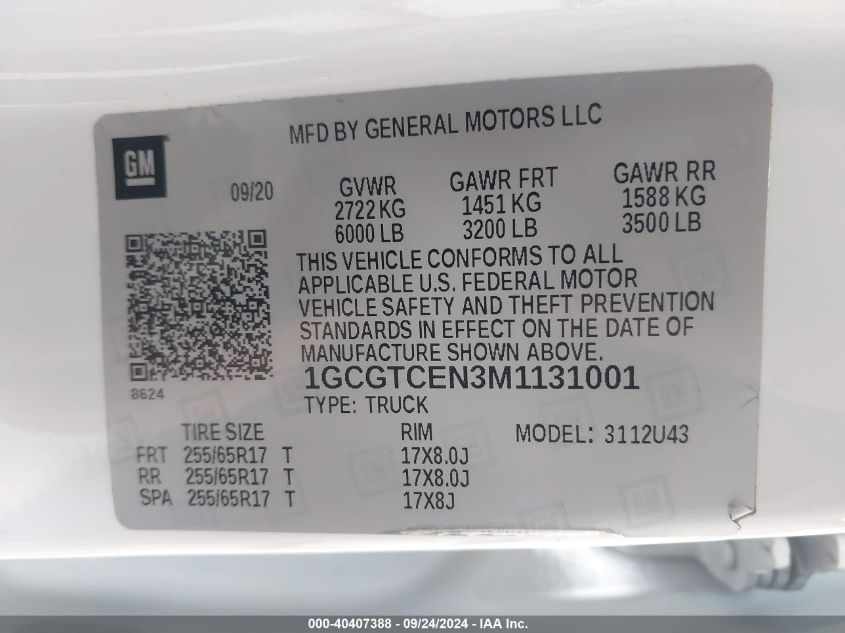 MFD BY GENERAL MOTORS LLC
GM
09/20
GVWR GAWR FRT GAWR RR
2722 KG 1451 KG 1588 KG
6000 LB 3200 LB 3500 LB
THIS VEHICLE CONFORMS TO ALL
APPLICABLE U.S. FEDERAL MOTOR
VEHICLE SAFETY AND THEFT PREVENTION
STANDARDS IN EFFECT ON THE DATE OF
MANUFACTURE SHOWN ABOVE.
8624
1GCGTCEN3M1131001
TYPE: TRUCK
TIRE SIZE RIM MODEL: 3112U43
FRT 255/65R17 T 17X8.0J
RR 255/65R17 T 17X8.0J
SPA 255/65R17 T 17X8J
000-40407388 - 09/24/2024 - IAA Inc.